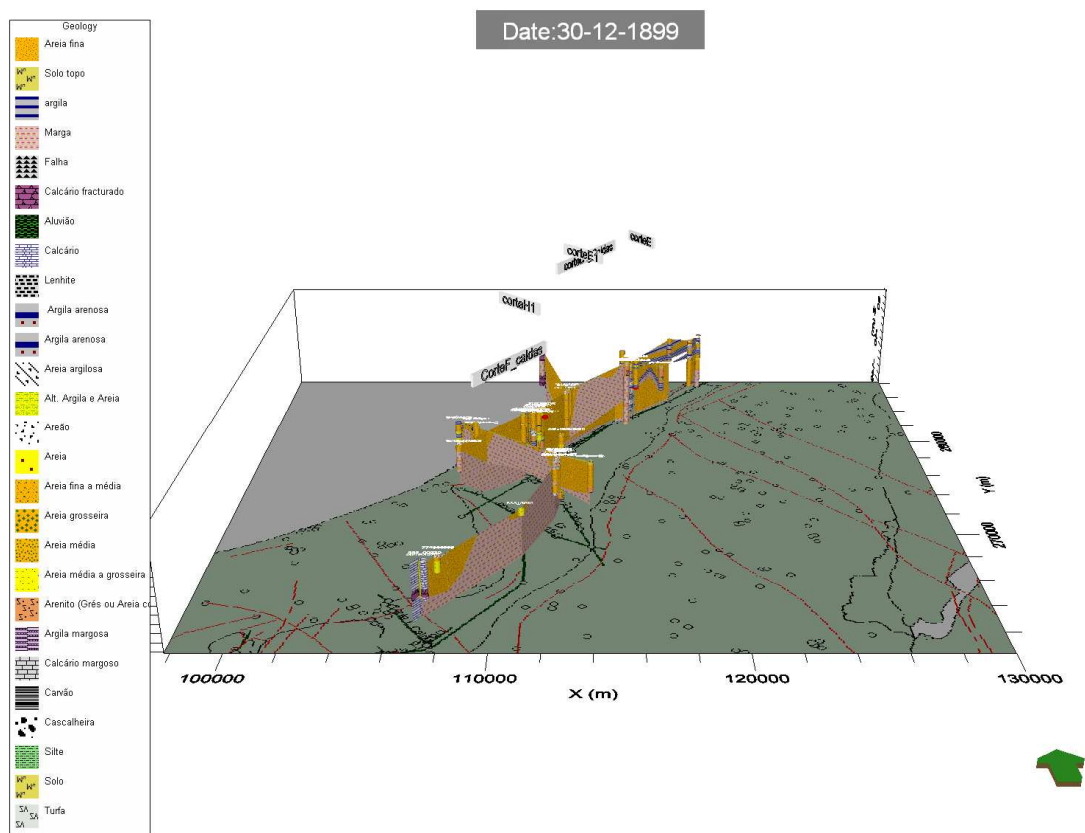 Date:30-12-1899
Geology
Areia fina
Solo topo
argila
Marga
Falha
Calcário fracturado
Aluvião
Calcário
Lenhite
Argila arenosa
Argila arenosa
Areia argilosa
Alt. Argila e Areia
Areão
Areia
Areia fina a média
Areia grosseira
Areia média
Areia média a grosseira
Arenito (Grés ou Areia co
Argila margosa
Calcário margoso
Carvão
Cascalheira
Silte
Solo
Turfa
corteE
corteH1
CorteF_caldas
Y (m)
270000
100000
110000
120000
130000
X (m)